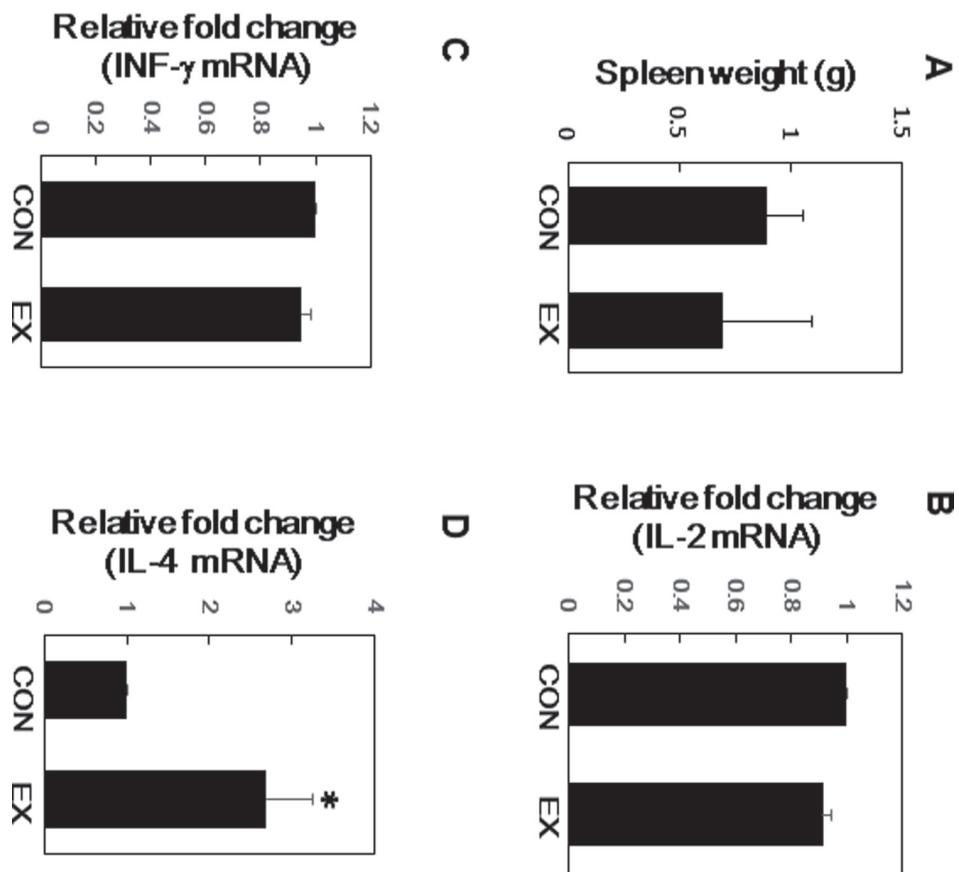 A
Spleen weight (g)
1.5
1
0.5
0
CON
EX
B
Relative fold change
(IL-2 mRNA)
1.2
1
0.8
0.6
0.4
0.2
0
CON
EX
C
Relative fold change
(INF-γ mRNA)
1.2
1
0.8
0.6
0.4
0.2
0
CON
EX
D
Relative fold change
(IL-4 mRNA)
4
3
2
1
0
*
CON
EX